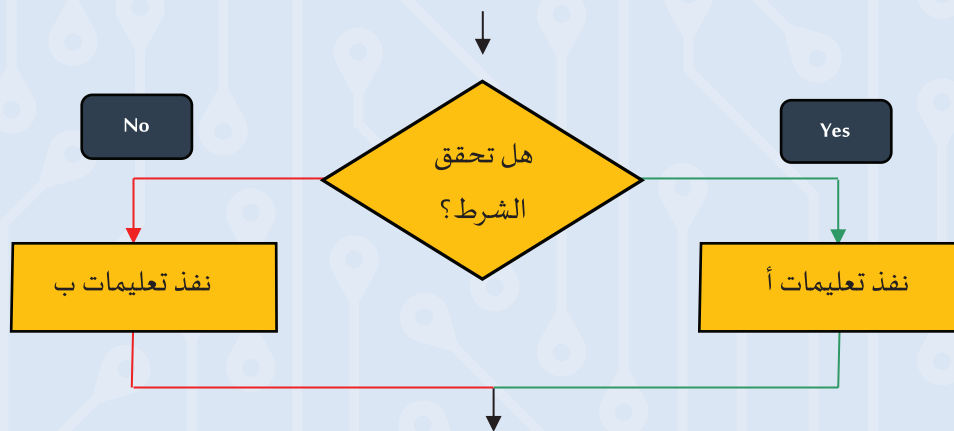 No
Yes
هل تحقق
الشرط؟
نفذ تعليمات أ
نفذ تعليمات ب